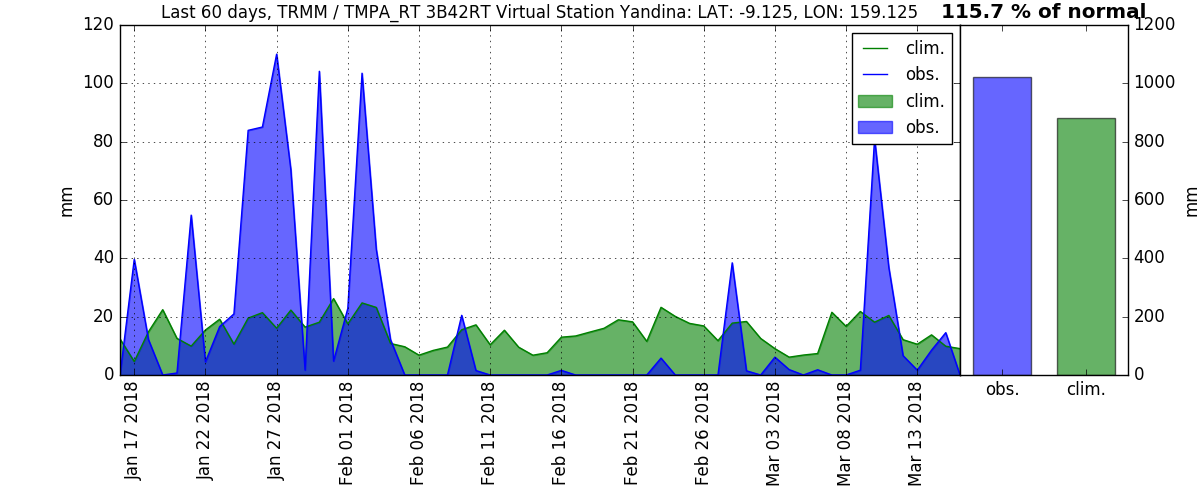 Last 60 days, TRMM / TMPA_RT 3B42RT Virtual Station Yandina: LAT: -9.125, LON: 159.125
115.7 % of normal
120
100
80
60
40
20
0
mm
clim.
obs.
clim.
obs.
1200
1000
800
600
400
200
0
mm
Jan 17 2018
Jan 22 2018
Jan 27 2018
Feb 01 2018
Feb 06 2018
Feb 11 2018
Feb 16 2018
Feb 21 2018
Feb 26 2018
Mar 03 2018
Mar 08 2018
Mar 13 2018
obs.
clim.